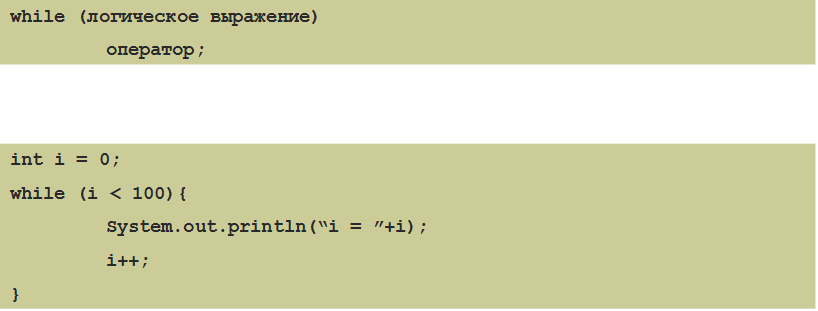 while (логическое выражение)
оператор;
int i = 0;
while (i < 100){
System.out.println(“i = ”+i);
i++;
}